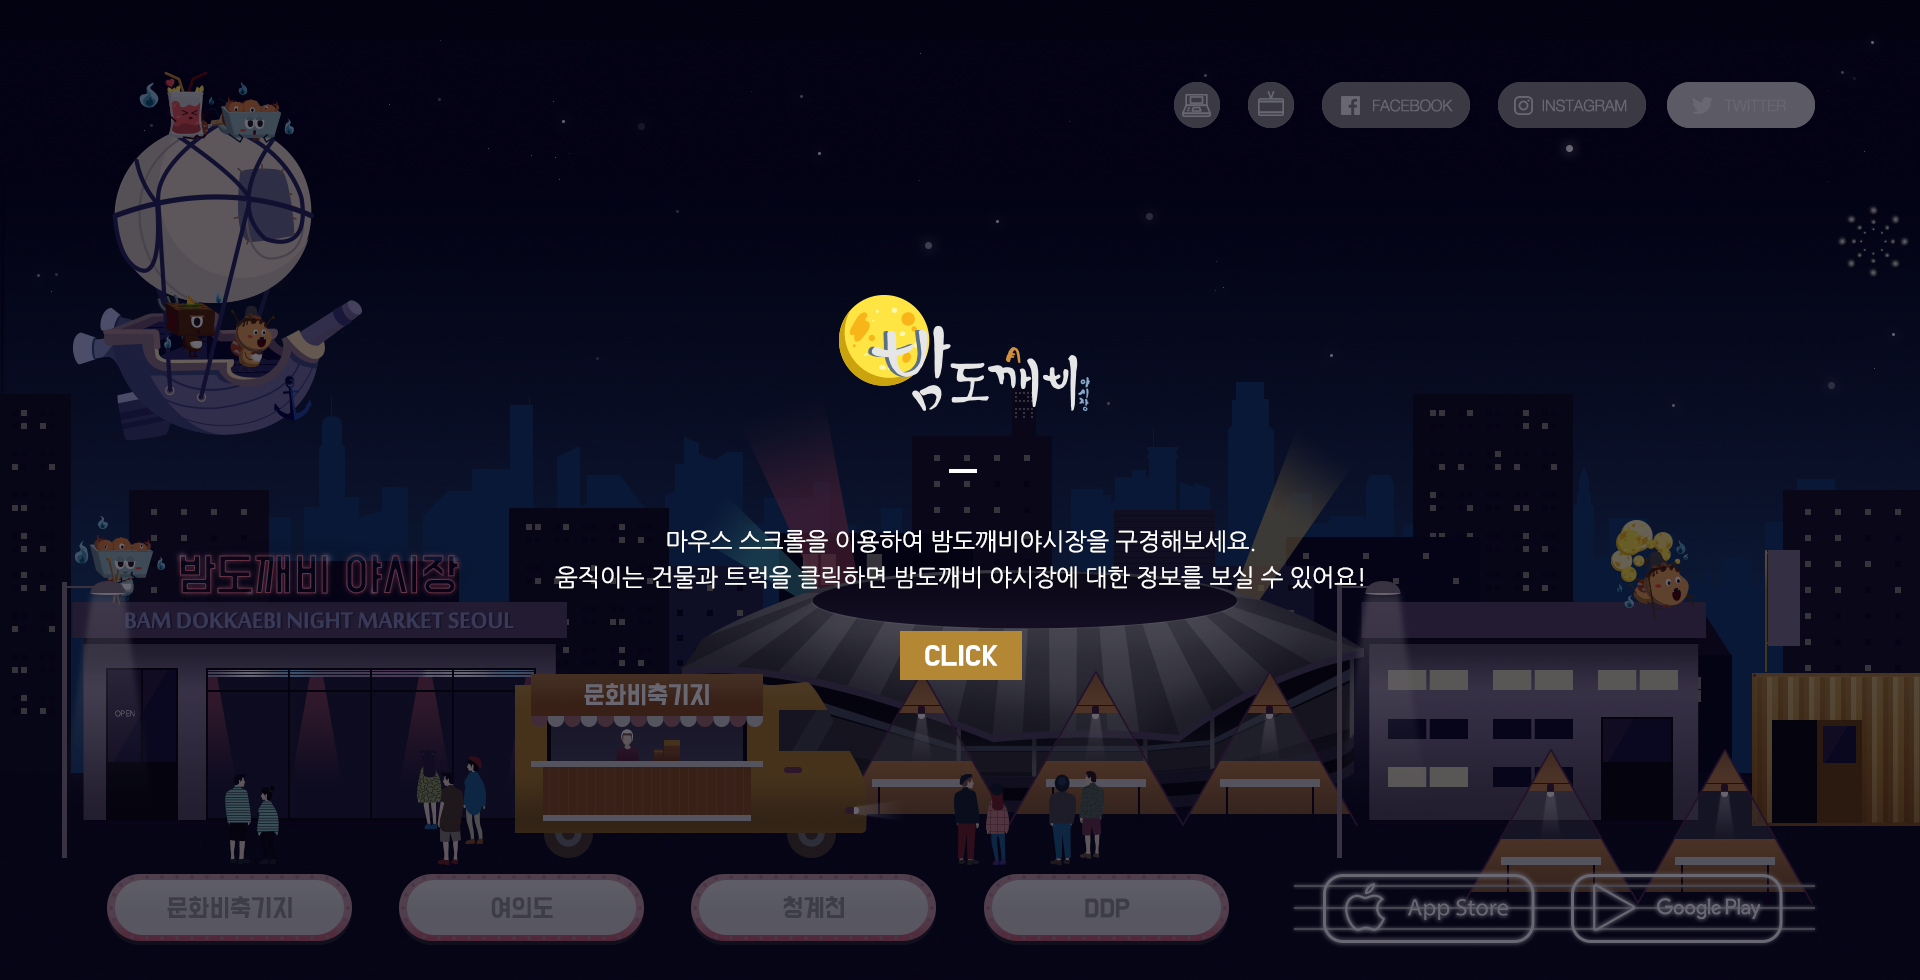 FACEBOOK
INSTAGRAM
TWITTER
밤도깨비
야시장
마우스 스크롤을 이용하여 밤도깨비야시장을 구경해보세요.
움직이는 건물과 트럭을 클릭하면 밤도깨비 야시장에 대한 정보를 보실 수 있어요!
CLICK
밤도깨비 야시장
BAM DOKKAEBI NIGHT MARKET SEOUL
OPEN
문화비축기지
문화비축기지
여의도
청계천
DDP
App Store
Google Play